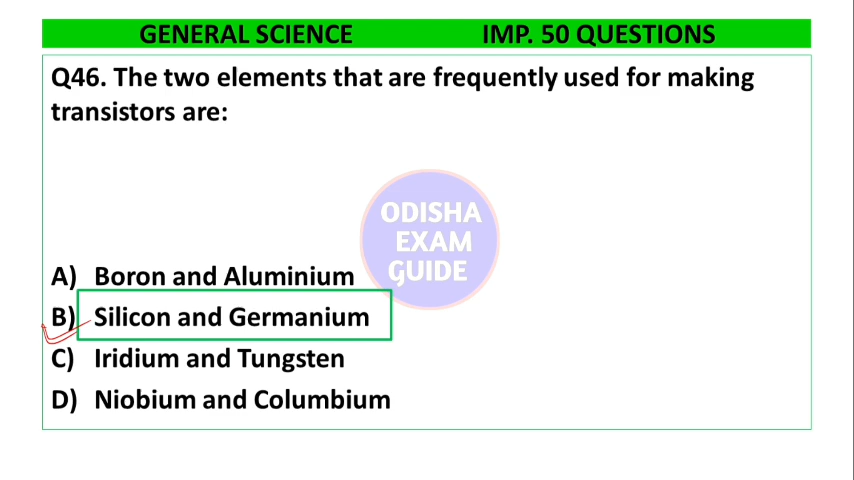 GENERAL SCIENCE IMP. 50 QUESTIONS
Q46. The two elements that are frequently used for making
transistors are:
ODISHA
EXAM
GUIDE
A) Boron and Aluminium
B) Silicon and Germanium
C) Iridium and Tungsten
D) Niobium and Columbium